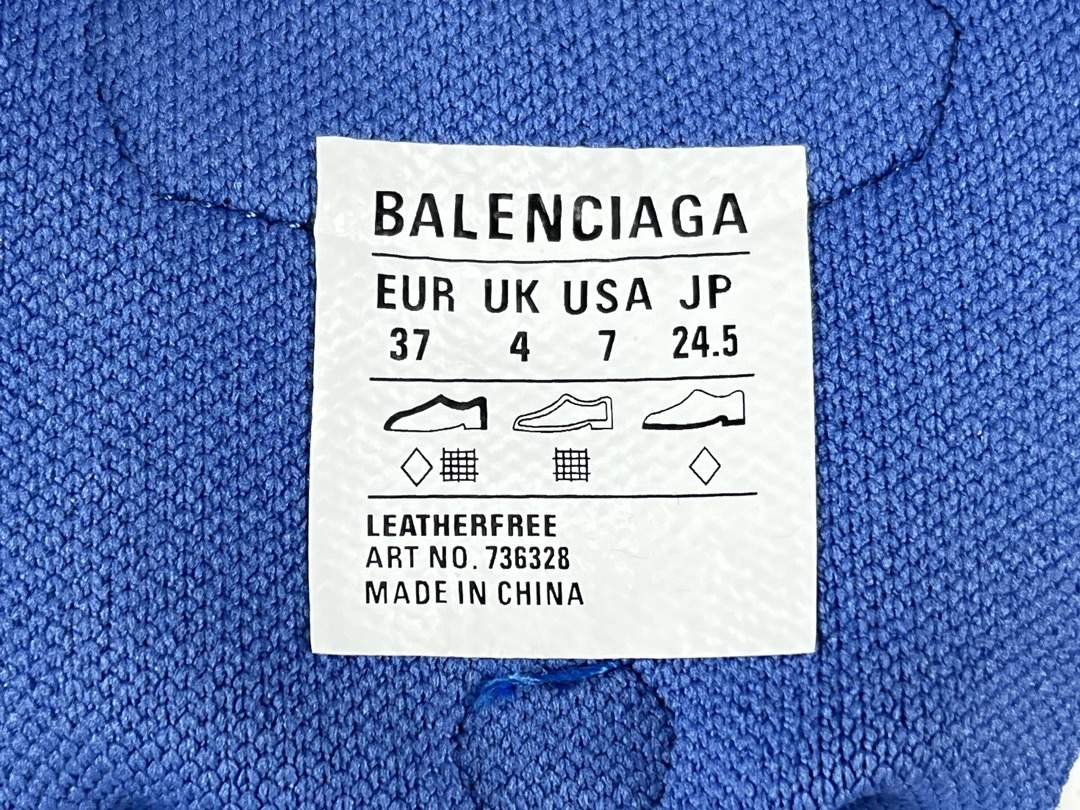 BALENCIAGA
EUR UK USA JP
37 4 7 24.5
LEATHERFREE
ART NO. 736328
MADE IN CHINA